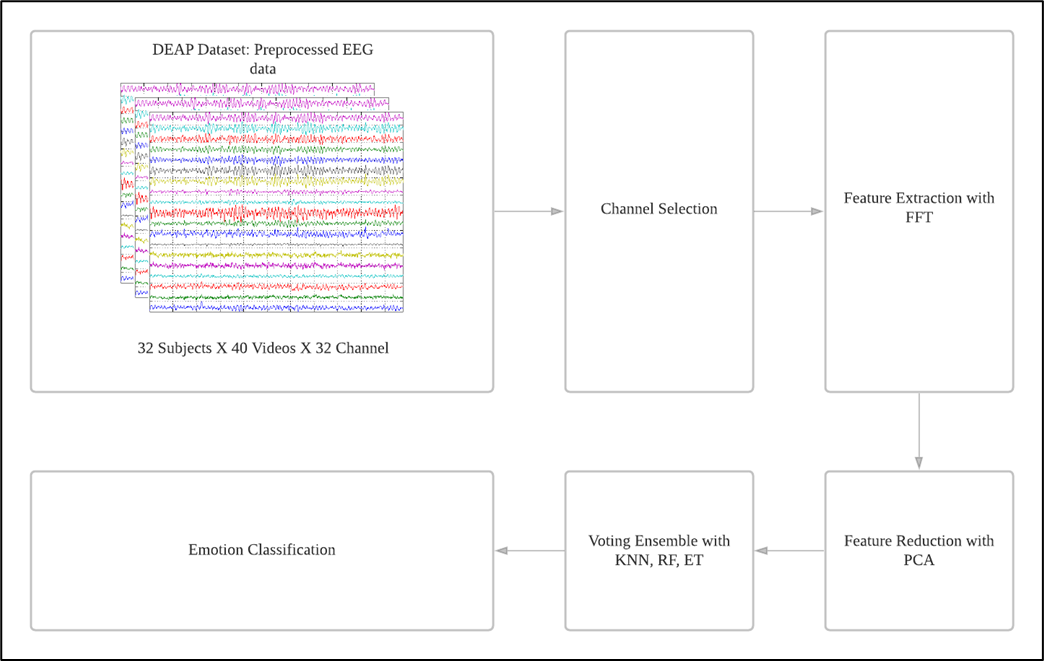 DEAP Dataset: Preprocessed EEG
data
32 Subjects X 40 Videos X 32 Channel
Channel Selection
Feature Extraction with
FFT
Feature Reduction with
PCA
Voting Ensemble with
KNN, RF, ET
Emotion Classification